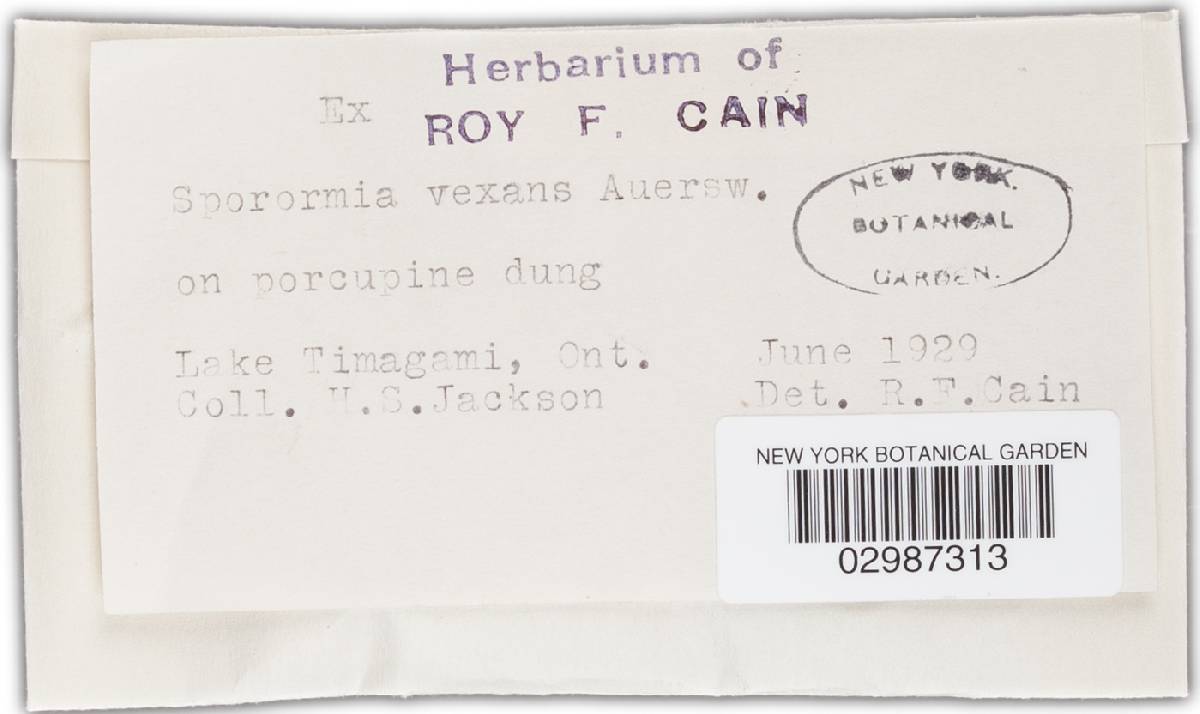 Herbarium of
Ex ROY F. CAIN
Sporormia vexans Auersw.
NEW YORK
BOTANICAL
GARDEN.
on porcupine dung
Lake Timagami, Ont. June 1929
Coll. H.S.Jackson Det. R.F.Cain
NEW YORK BOTANICAL GARDEN
02987313